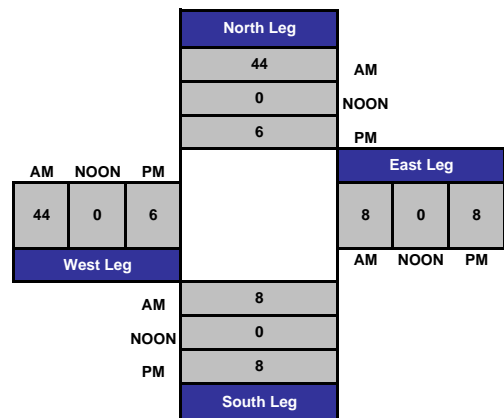 North Leg
44 AM
0 NOON
6 PM
AM NOON PM
East Leg
44 0 6
8 0 8
West Leg
AM NOON PM
AM 8
NOON 0
PM 8
South Leg